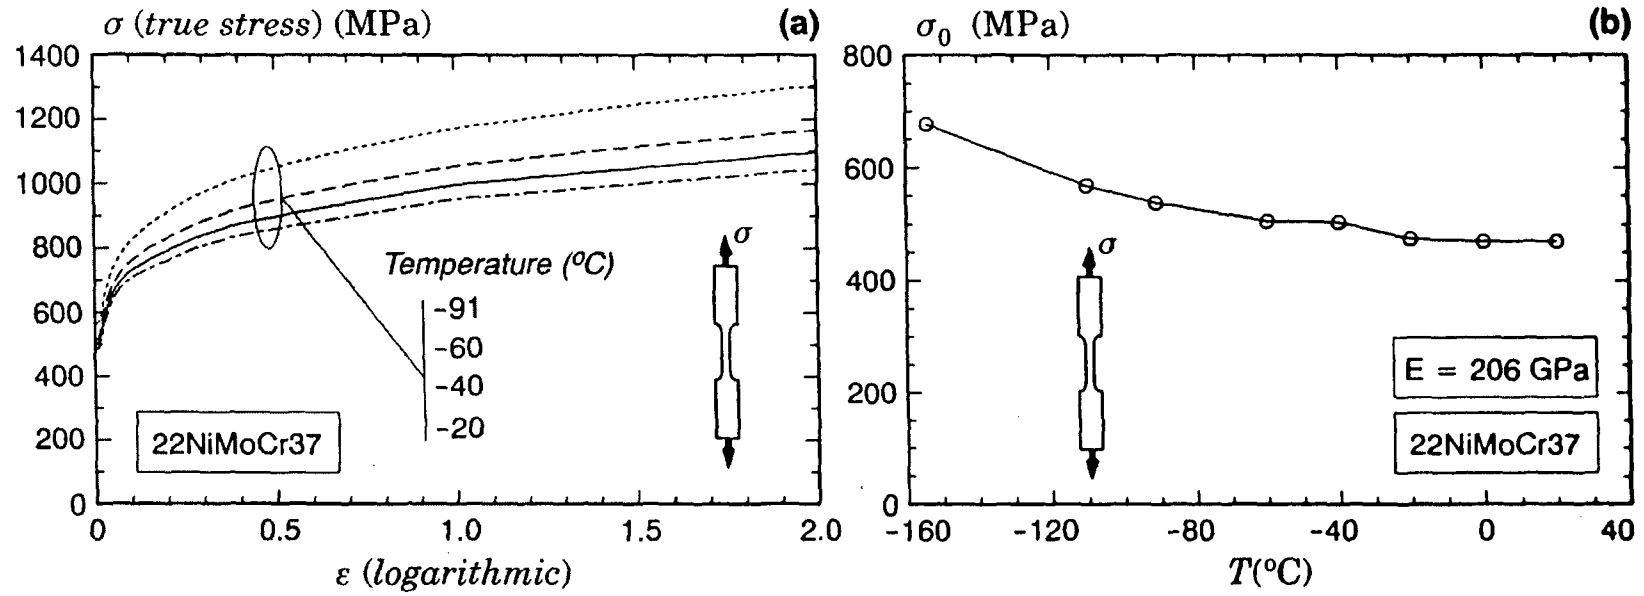 σ (true stress) (MPa) (a)
1400
1200
1000
800
600
400
200
0
0 0.5 1.0 1.5 2.0
ε (logarithmic)
Temperature (ºC)
-91
-60
-40
-20
σ
22NiMoCr37
σ0 (MPa) (b)
800
600
400
200
0
-160 -120 -80 -40 0 40
T(ºC)
σ
E = 206 GPa
22NiMoCr37